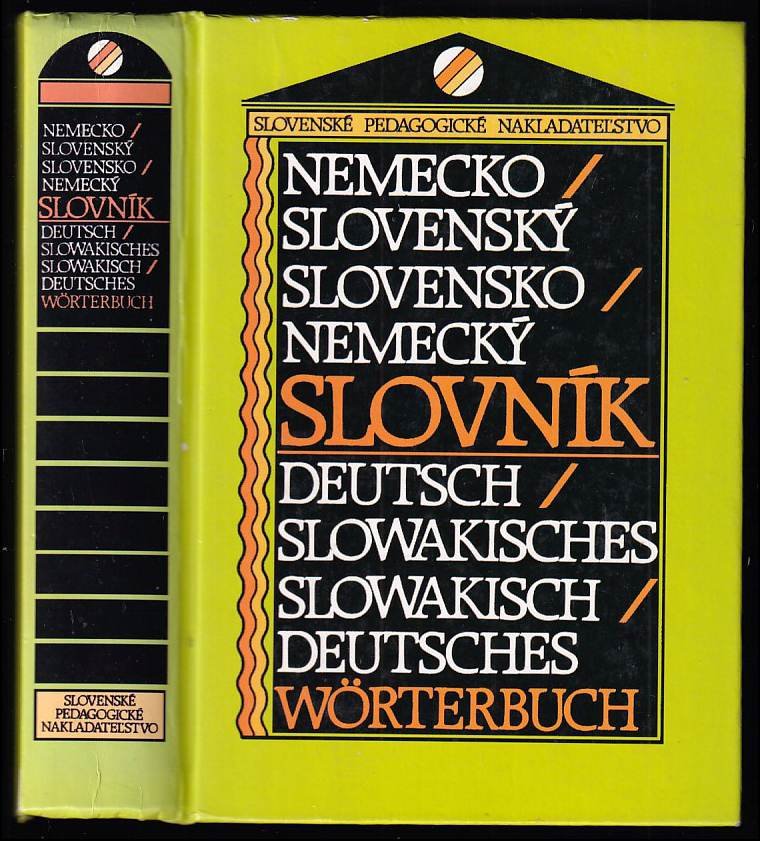 NEMECKO /
SLOVENSKÝ
SLOVENSKO /
NEMECKÝ
SLOVNÍK
DEUTSCH /
SLOWAKISCHES
SLOWAKISCH /
DEUTSCHES
WÖRTERBUCH
SLOVENSKÉ
PEDAGOGICKÉ
NAKLADATEĽSTVO
SLOVENSKÉ PEDAGOGICKÉ NAKLADATEĽSTVO
NEMECKO /
SLOVENSKÝ
SLOVENSKO /
NEMECKÝ
SLOVNÍK
DEUTSCH /
SLOWAKISCHES
SLOWAKISCH /
DEUTSCHES
WÖRTERBUCH